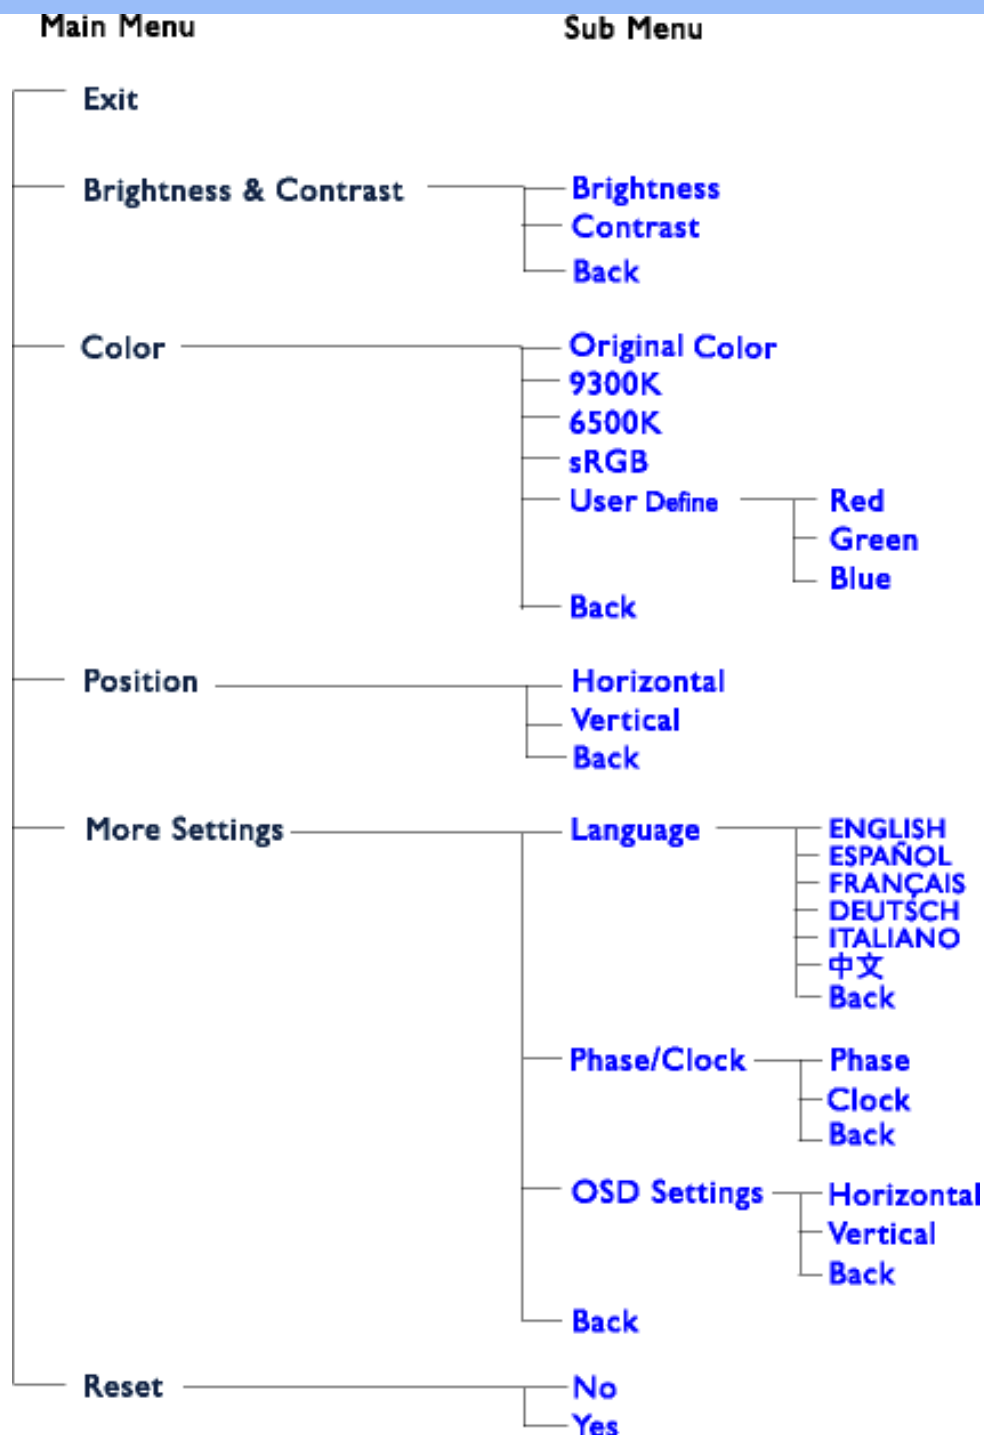 Main Menu
Sub Menu
Exit
Brightness & Contrast
Brightness
Contrast
Back
Color
Original Color
9300K
6500K
sRGB
User Define
Red
Green
Blue
Back
Position
Horizontal
Vertical
Back
More Settings
Language
ENGLISH
ESPAÑOL
FRANÇAIS
DEUTSCH
ITALIANO
中文
Back
Phase/Clock
Phase
Clock
Back
OSD Settings
Horizontal
Vertical
Back
Back
Reset
No
Yes